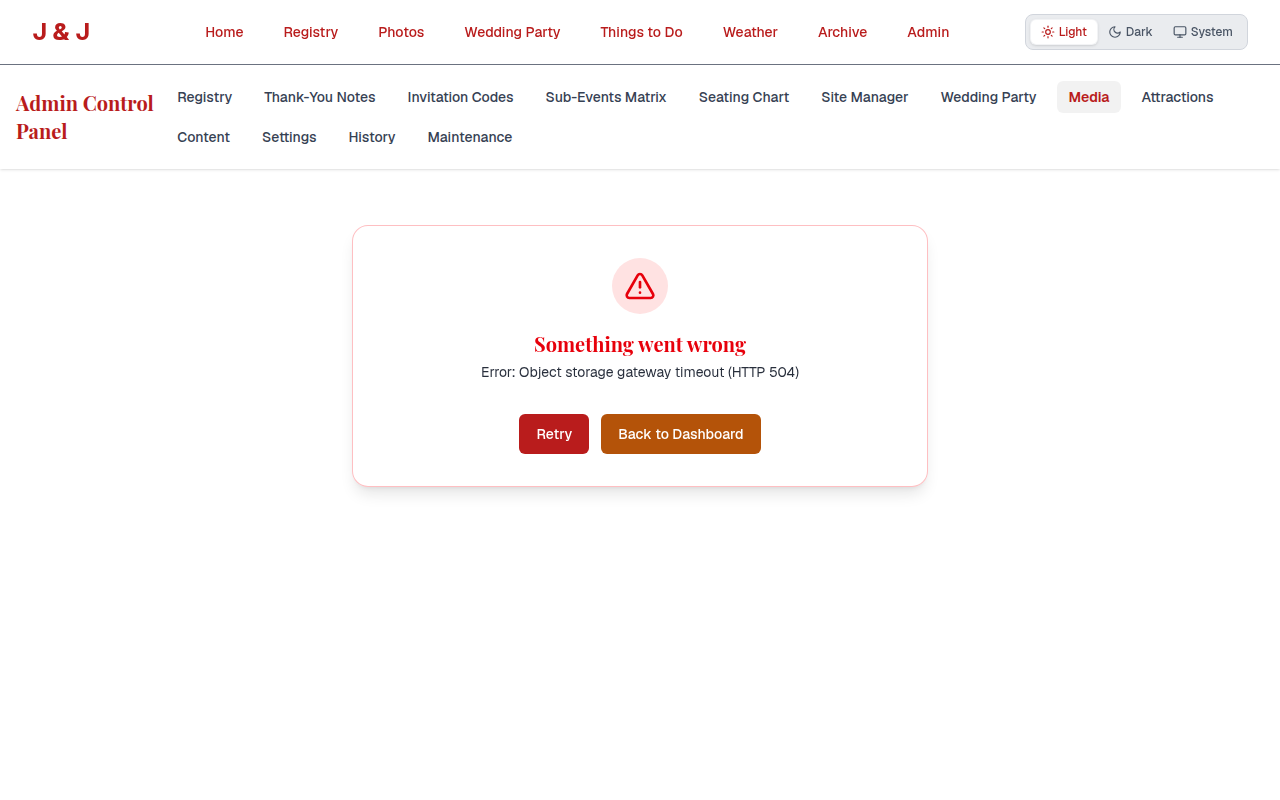 J & J
Home Registry Photos Wedding Party Things to Do Weather Archive Admin
Light Dark System
Admin Control
Panel
Registry Thank-You Notes Invitation Codes Sub-Events Matrix Seating Chart Site Manager Wedding Party Media Attractions
Content Settings History Maintenance
Something went wrong
Error: Object storage gateway timeout (HTTP 504)
Retry Back to Dashboard